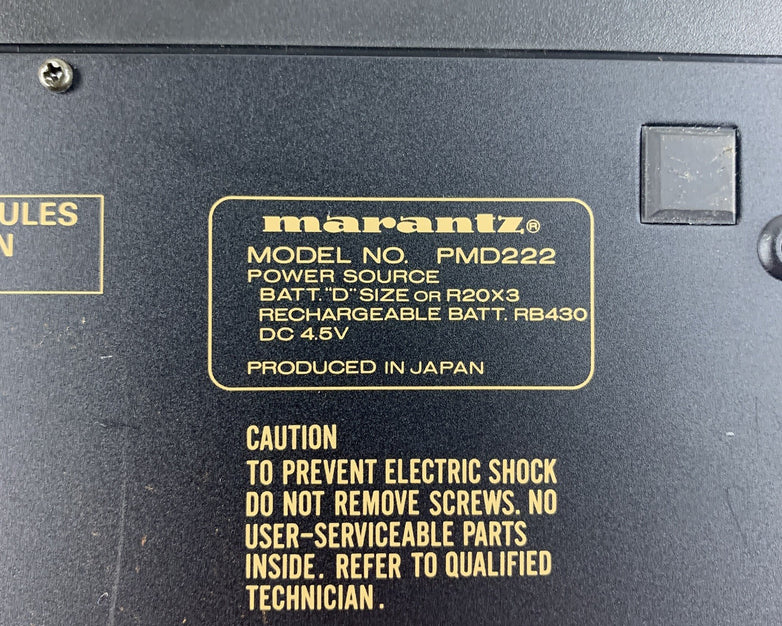 ULES
N
marantz®
MODEL NO. PMD222
POWER SOURCE
BATT. "D" SIZE OR R20×3
RECHARGEABLE BATT. RB430
DC 4.5V
PRODUCED IN JAPAN
CAUTION
TO PREVENT ELECTRIC SHOCK
DO NOT REMOVE SCREWS. NO
USER-SERVICEABLE PARTS
INSIDE. REFER TO QUALIFIED
TECHNICIAN.